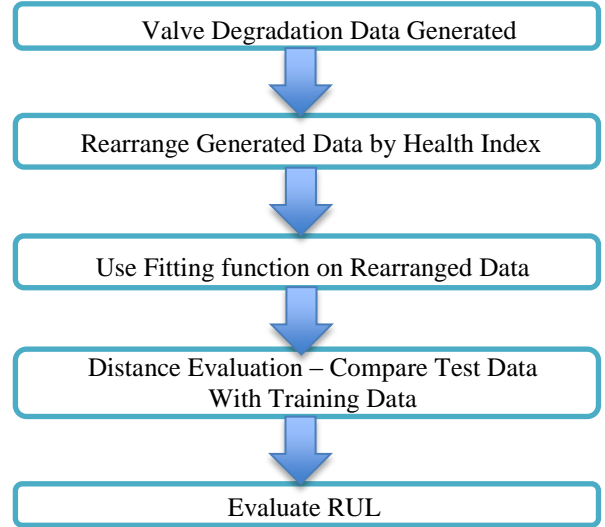 Valve Degradation Data Generated
Rearrange Generated Data by Health Index
Use Fitting function on Rearranged Data
Distance Evaluation – Compare Test Data
With Training Data
Evaluate RUL